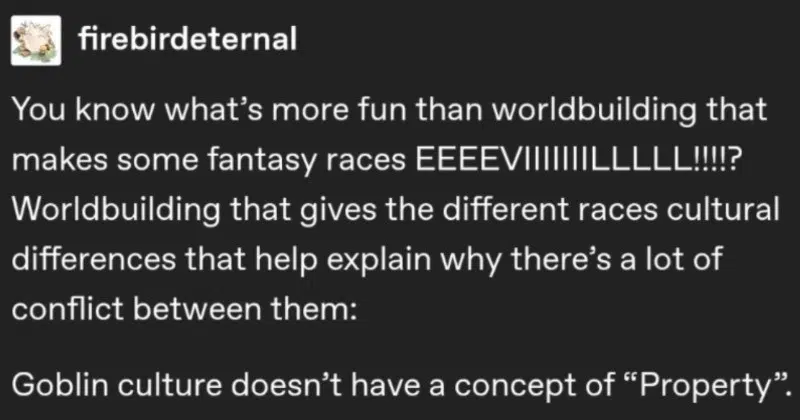 firebirdeternal
You know what's more fun than worldbuilding that
makes some fantasy races EEEEVIIIIIIILLLLL!!!!?
Worldbuilding that gives the different races cultural
differences that help explain why there's a lot of
conflict between them:
Goblin culture doesn't have a concept of “Property”.